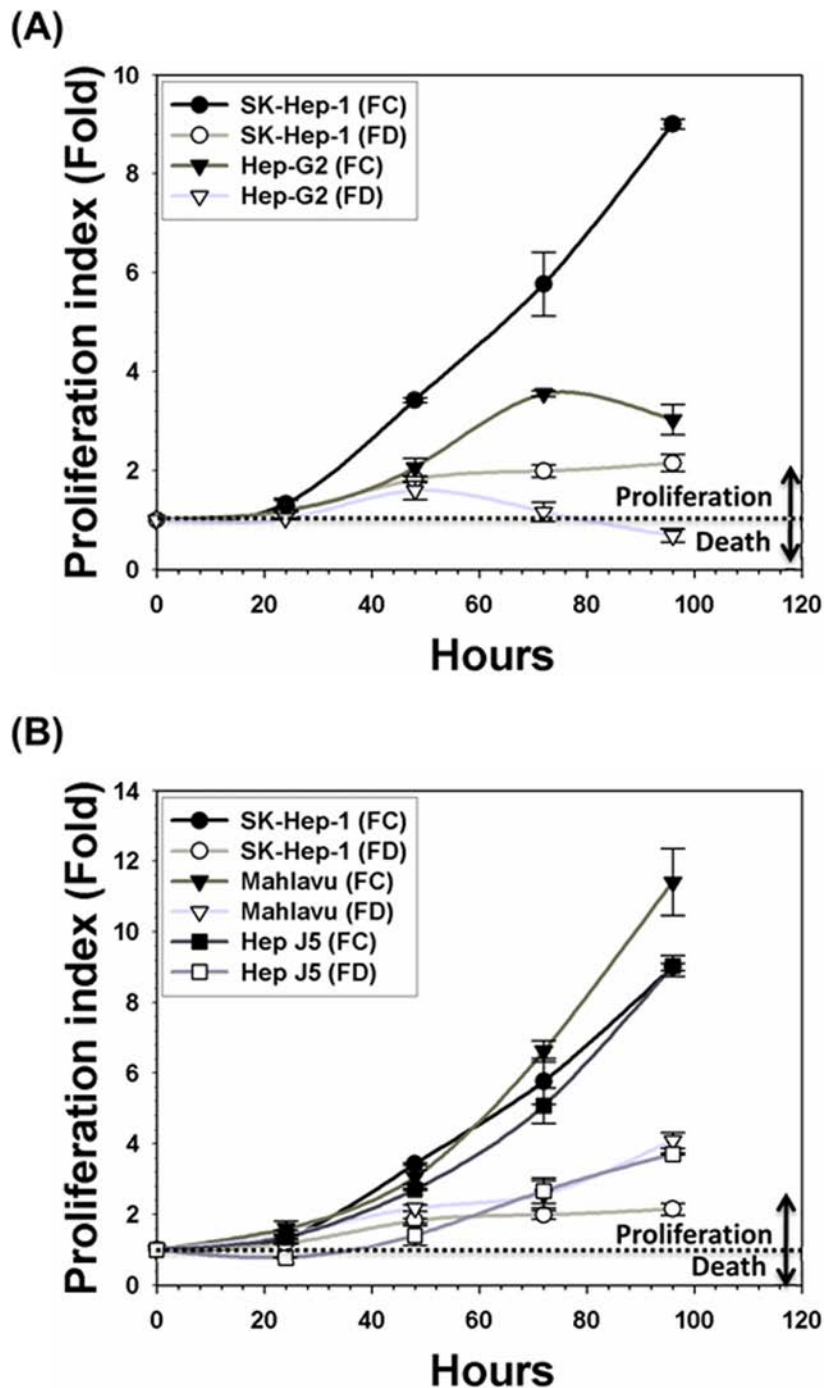 (A)
Proliferation index (Fold)
10
8
6
4
2
0
SK-Hep-1 (FC)
SK-Hep-1 (FD)
Hep-G2 (FC)
Hep-G2 (FD)
Proliferation
Death
0 20 40 60 80 100 120
Hours
(B)
Proliferation index (Fold)
14
12
10
8
6
4
2
0
SK-Hep-1 (FC)
SK-Hep-1 (FD)
Mahlavu (FC)
Mahlavu (FD)
Hep J5 (FC)
Hep J5 (FD)
Proliferation
Death
0 20 40 60 80 100 120
Hours